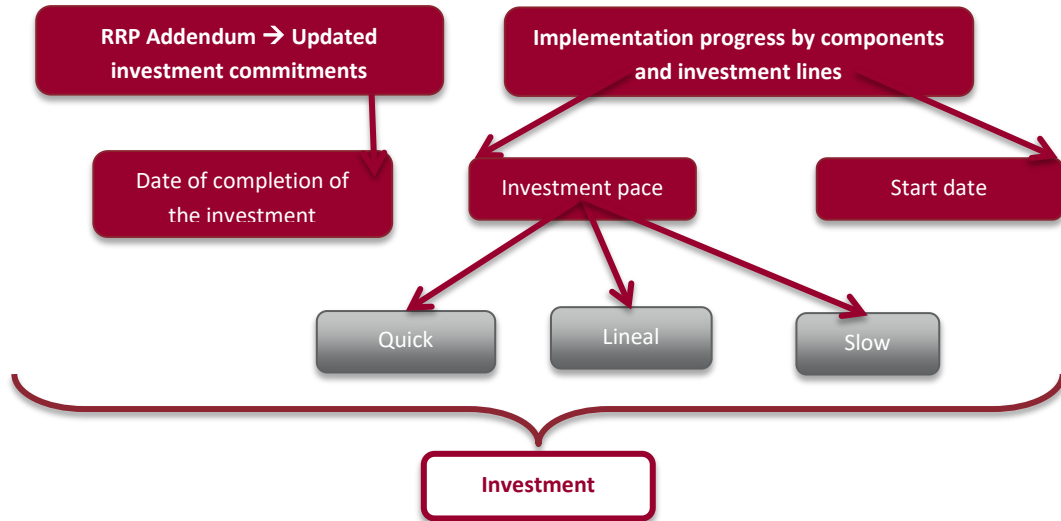 RRP Addendum → Updated
investment commitments
Implementation progress by components
and investment lines
Date of completion of
the investment
Investment pace
Start date
Quick
Lineal
Slow
Investment